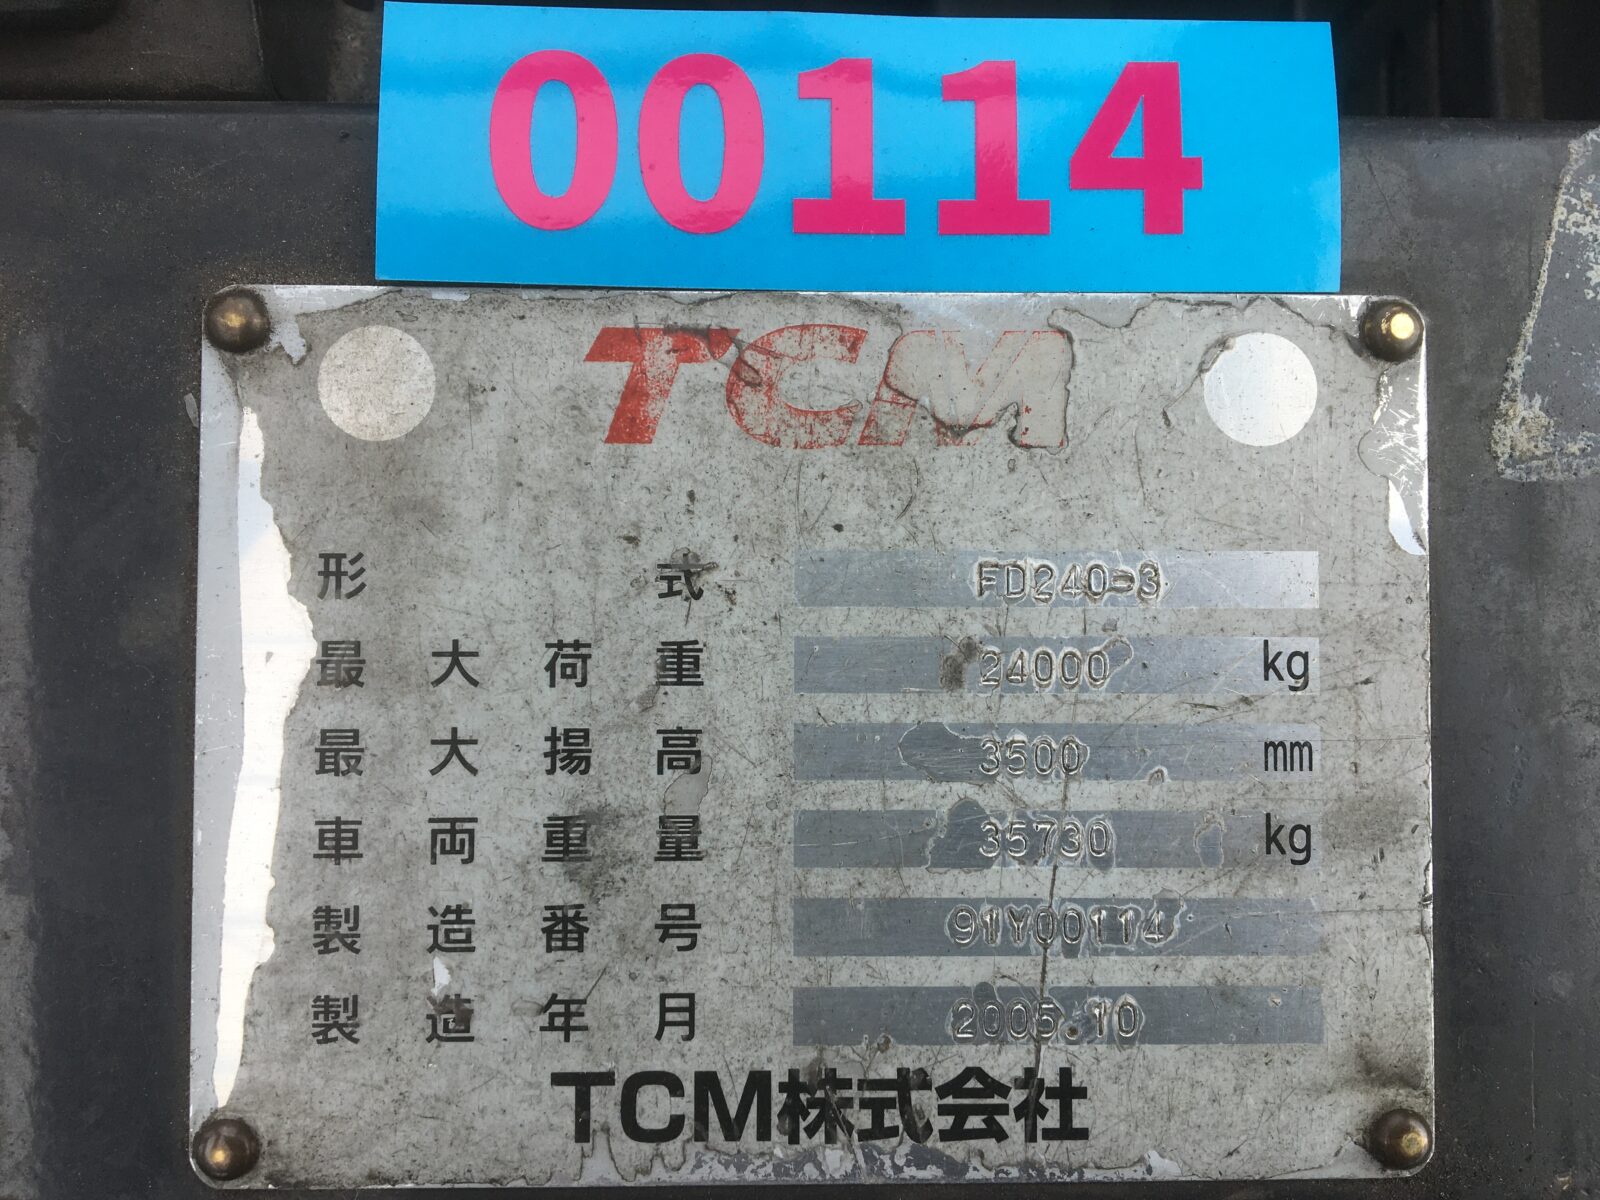 00114
TCM
形式 FD240-3
最大荷重 24000 kg
最大揚高 3500 mm
車両重量 35730 kg
製造番号 91Y00114
製造年月 2005.10
TCM株式会社